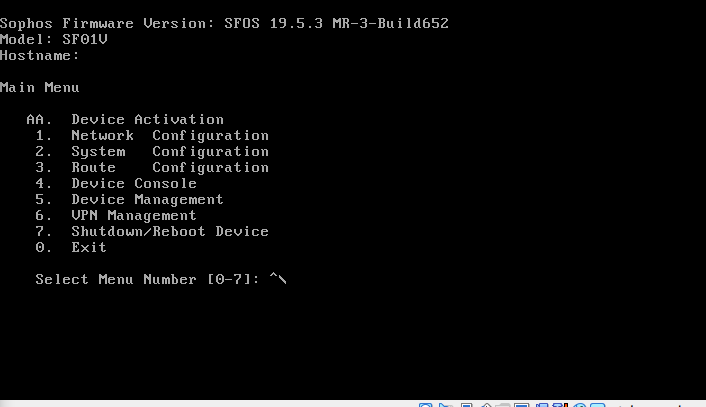 Sophos Firmware Version: SFOS 19.5.3 MR-3-Build652
Model: SF01V
Hostname:
Main Menu
AA. Device Activation
1. Network Configuration
2. System Configuration
3. Route Configuration
4. Device Console
5. Device Management
6. VPN Management
7. Shutdown/Reboot Device
0. Exit
Select Menu Number [0-7]: ^\